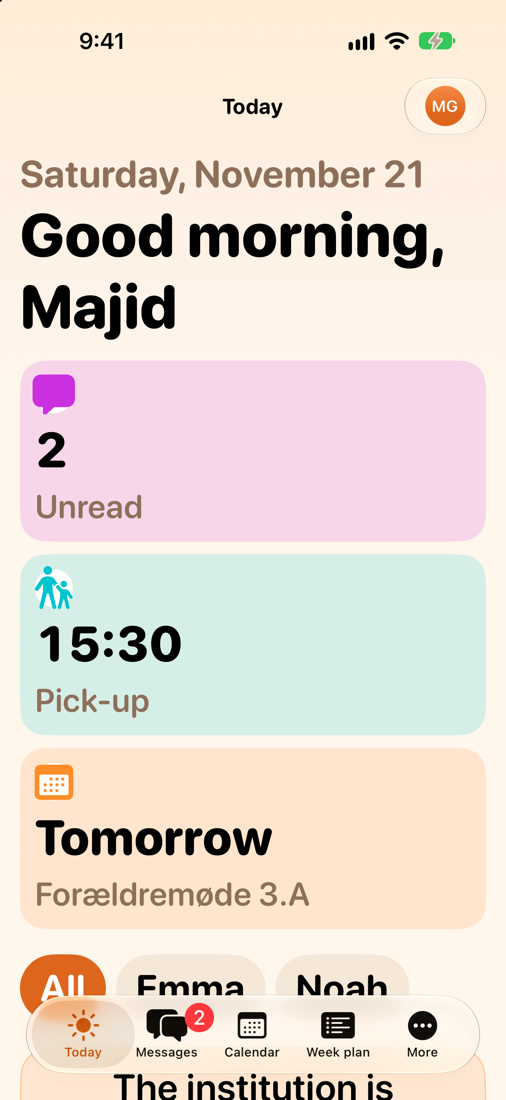 9:41
Today
MG
Saturday, November 21
Good morning,
Majid
2
Unread
15:30
Pick-up
Tomorrow
Forældremøde 3.A
All
Emma
Noah
2
Today
Messages
Calendar
Week plan
More
The institution is